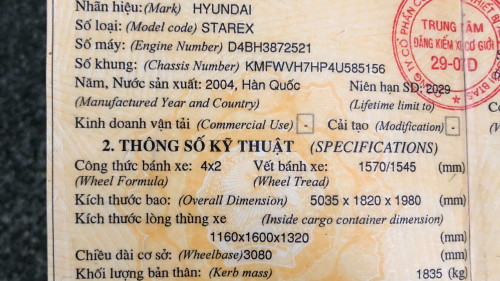 Nhãn hiệu: (Mark) HYUNDAI
Số loại: (Model code) STAREX
Số máy: (Engine Number) D4BH3872521
Số khung: (Chassis Number) KMFWVH7HP4U585156
Năm, Nước sản xuất: 2004, Hàn Quốc Niên hạn SD: 2029
(Manufactured Year and Country) (Lifetime limit to)
Kinh doanh vận tải (Commercial Use) - Cải tạo (Modification) -
2. THÔNG SỐ KỸ THUẬT (SPECIFICATIONS)
Công thức bánh xe: 4x2 Vết bánh xe: 1570/1545 (mm)
(Wheel Formula) (Wheel Tread)
Kích thước bao: (Overall Dimension) 5035 x 1820 x 1980 (mm)
Kích thước lòng thùng xe (Inside cargo container dimension)
1160x1600x1320 (mm)
Chiều dài cơ sở: (Wheelbase)3080 (mm)
Khối lượng bản thân: (Kerb mass) 1835 (kg)
TRUNG TÂM
ĐĂNG KIỂM XE CƠ GIỚI
29-07D